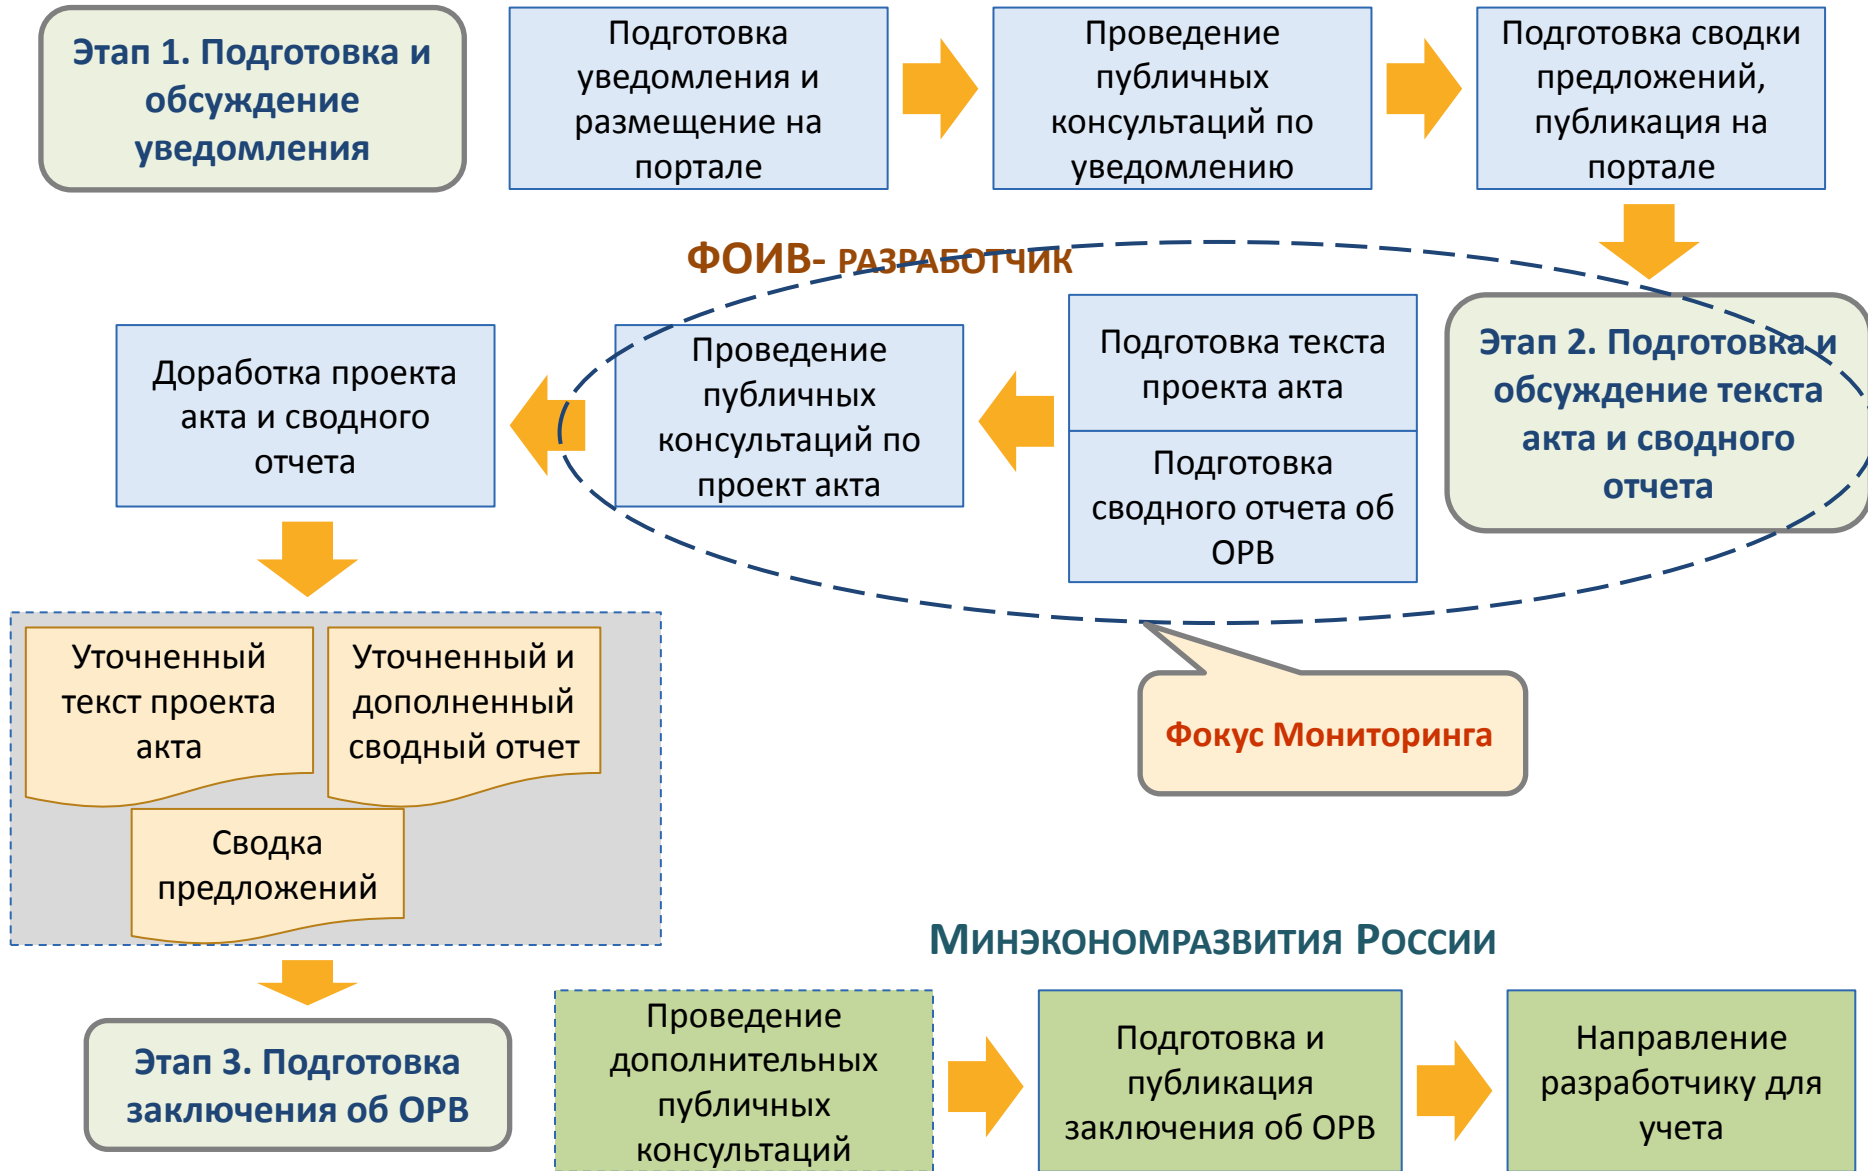 Этап 1. Подготовка и
обсуждение
уведомления
Подготовка
уведомления и
размещение на
портале
Проведение
публичных
консультаций по
уведомлению
Подготовка сводки
предложений,
публикация на
портале
ФОИВ- РАЗРАБОТЧИК
Этап 2. Подготовка и
обсуждение текста
акта и сводного
отчета
Подготовка текста
проекта акта
Подготовка
сводного отчета об
ОРВ
Проведение
публичных
консультаций по
проект акта
Доработка проекта
акта и сводного
отчета
Уточненный
текст проекта
акта
Уточненный и
дополненный
сводный отчет
Сводка
предложений
Фокус Мониторинга
МИНЭКОНОМРАЗВИТИЯ РОССИИ
Этап 3. Подготовка
заключения об ОРВ
Проведение
дополнительных
публичных
консультаций
Подготовка и
публикация
заключения об ОРВ
Направление
разработчику для
учета